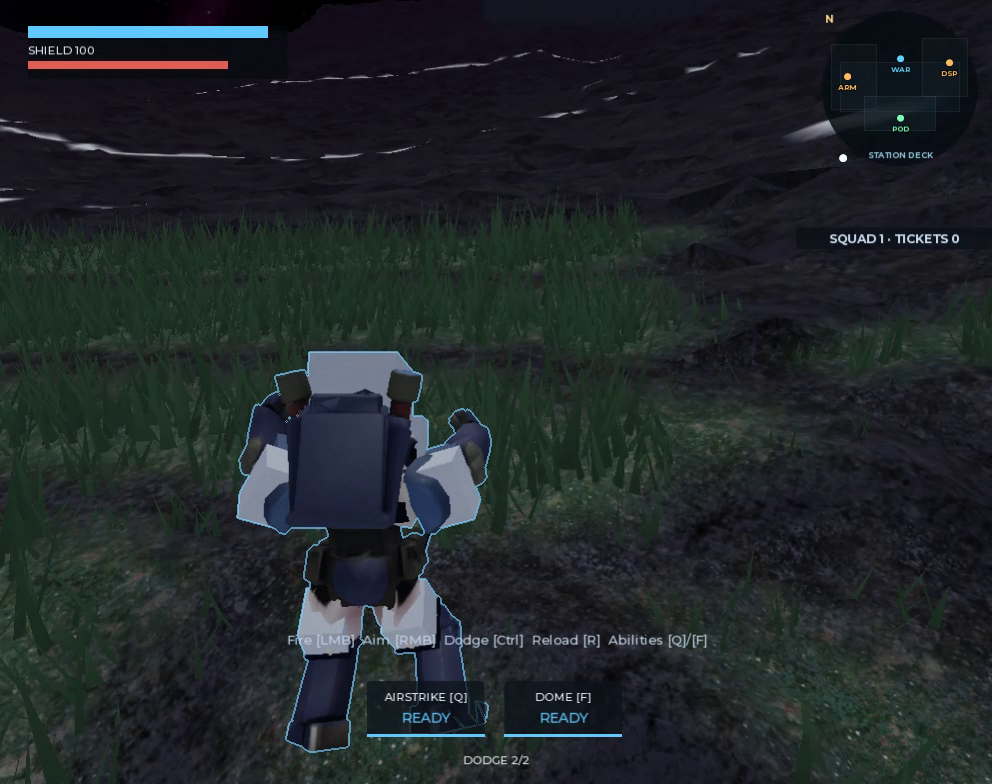 SHIELD 100
N
WAR
DSP
ARM
POD
STATION DECK
SQUAD 1 · TICKETS 0
Fire [LMB] Aim [RMB] Dodge [Ctrl] Reload [R] Abilities [Q]/[F]
AIRSTRIKE [Q]
READY
DOME [F]
READY
DODGE 2/2